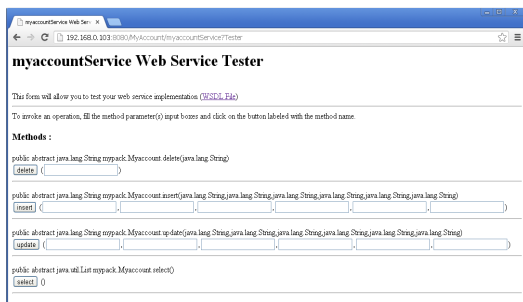 myaccountService Web Serv
192.168.0.103:8080/MyAccount/myaccountService?Tester
myaccountService Web Service Tester
This form will allow you to test your web service implementation (WSDL File)
To invoke an operation, fill the method parameter(s) input boxes and click on the button labeled with the method name.
Methods :
public abstract java.lang.String mypack.Myaccount.delete(java.lang.String)
delete ( )
public abstract java.lang.String mypack.Myaccount.insert(java.lang.String,java.lang.String,java.lang.String,java.lang.String,java.lang.String,java.lang.String)
insert ( , , , , , )
public abstract java.lang.String mypack.Myaccount.update(java.lang.String,java.lang.String,java.lang.String,java.lang.String,java.lang.String,java.lang.String)
update ( , , , , , )
public abstract java.util.List mypack.Myaccount.select()
select ()